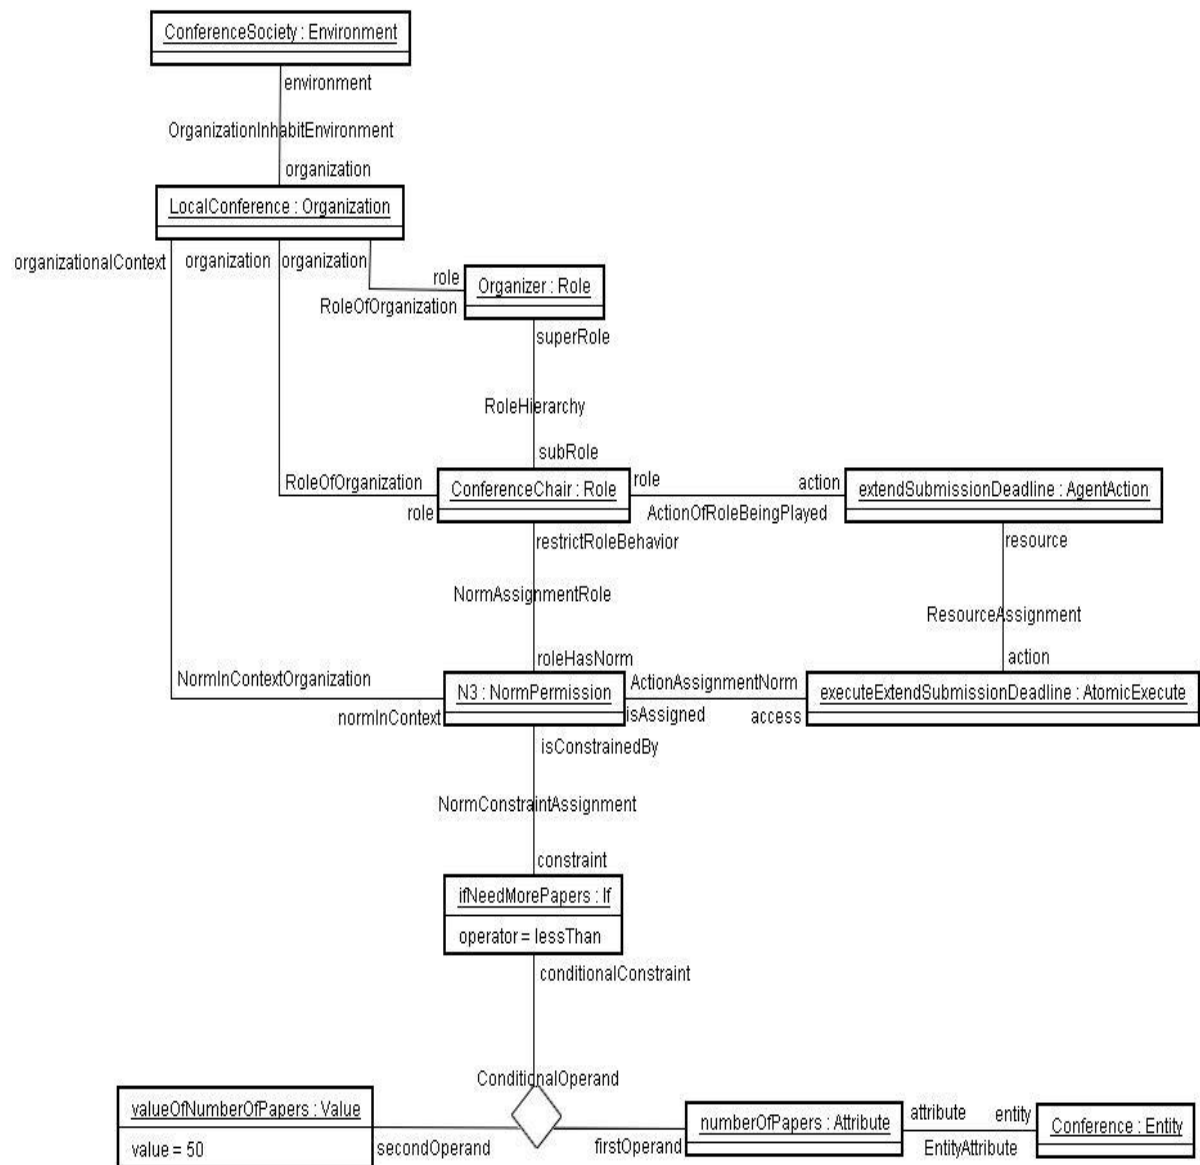 ConferenceSociety : Environment
environment
OrganizationInhabitEnvironment
organization
LocalConference : Organization
organizationalContext
organization
organization
role
Organizer : Role
RoleOfOrganization
superRole
RoleHierarchy
subRole
RoleOfOrganization
ConferenceChair : Role
role
action
extendSubmissionDeadline : AgentAction
role
ActionOfRoleBeingPlayed
restrictRoleBehavior
resource
NormAssignmentRole
ResourceAssignment
roleHasNorm
action
NormInContextOrganization
N3 : NormPermission
ActionAssignmentNorm
executeExtendSubmissionDeadline : AtomicExecute
normInContext
isAssigned
access
isConstrainedBy
NormConstraintAssignment
constraint
ifNeedMorePapers : If
operator = lessThan
conditionalConstraint
ConditionalOperand
valueOfNumberOfPapers : Value
value = 50
secondOperand
firstOperand
numberOfPapers : Attribute
attribute
entity
EntityAttribute
Conference : Entity